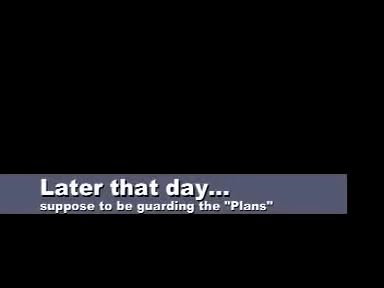 Later that day...
suppose to be guarding the "Plans"